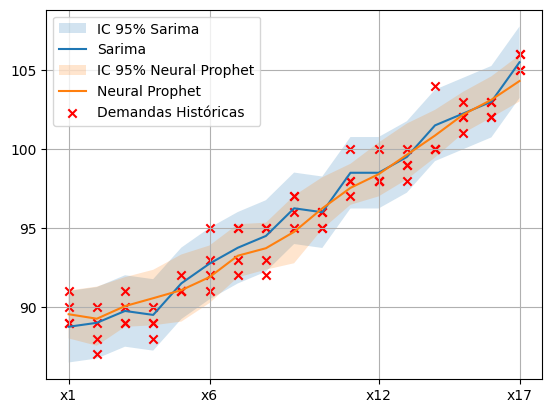 IC 95% Sarima
Sarima
IC 95% Neural Prophet
Neural Prophet
Demandas Históricas
105
100
95
90
x1
x6
x12
x17